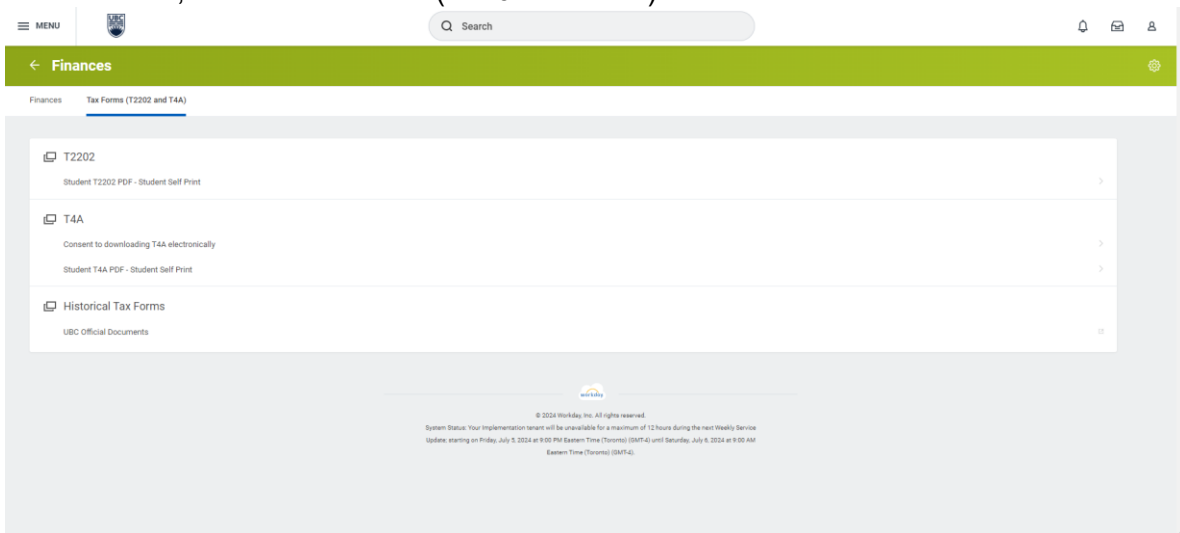 MENU
UBC
Search
Finances
Finances
Tax Forms (T2202 and T4A)
T2202
Student T2202 PDF - Student Self Print
T4A
Consent to downloading T4A electronically
Student T4A PDF - Student Self Print
Historical Tax Forms
UBC Official Documents
workday
© 2024 Workday, Inc. All rights reserved.
System Status: Your Implementation tenant will be unavailable for a maximum of 12 hours during the next Weekly Service
Update; starting on Friday, July 5, 2024 at 9:00 PM Eastern Time (Toronto) (GMT-4) until Saturday, July 6, 2024 at 9:00 AM
Eastern Time (Toronto) (GMT-4).